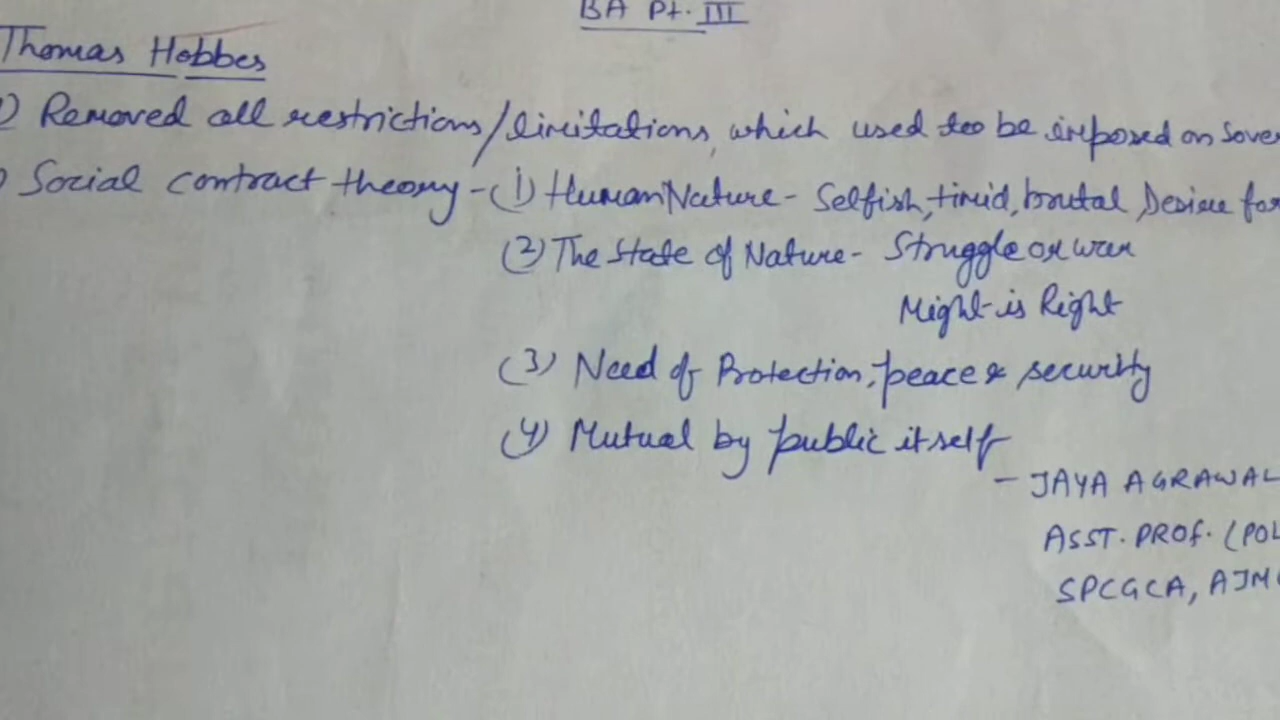 BA Pt. III
Thomas Hobbes
1) Removed all restrictions/limitations, which used too be imposed on Sove
) Social contract theory - (1) Human Nature - Selfish, timid, brutal, Desire for
(2) The State of Nature - Struggle or war
Might is Right
(3) Need of Protection, peace & security
(4) Mutual by public itself
- JAYA AGRAWAL
ASST. PROF. (POL
SPCGCA, AJM